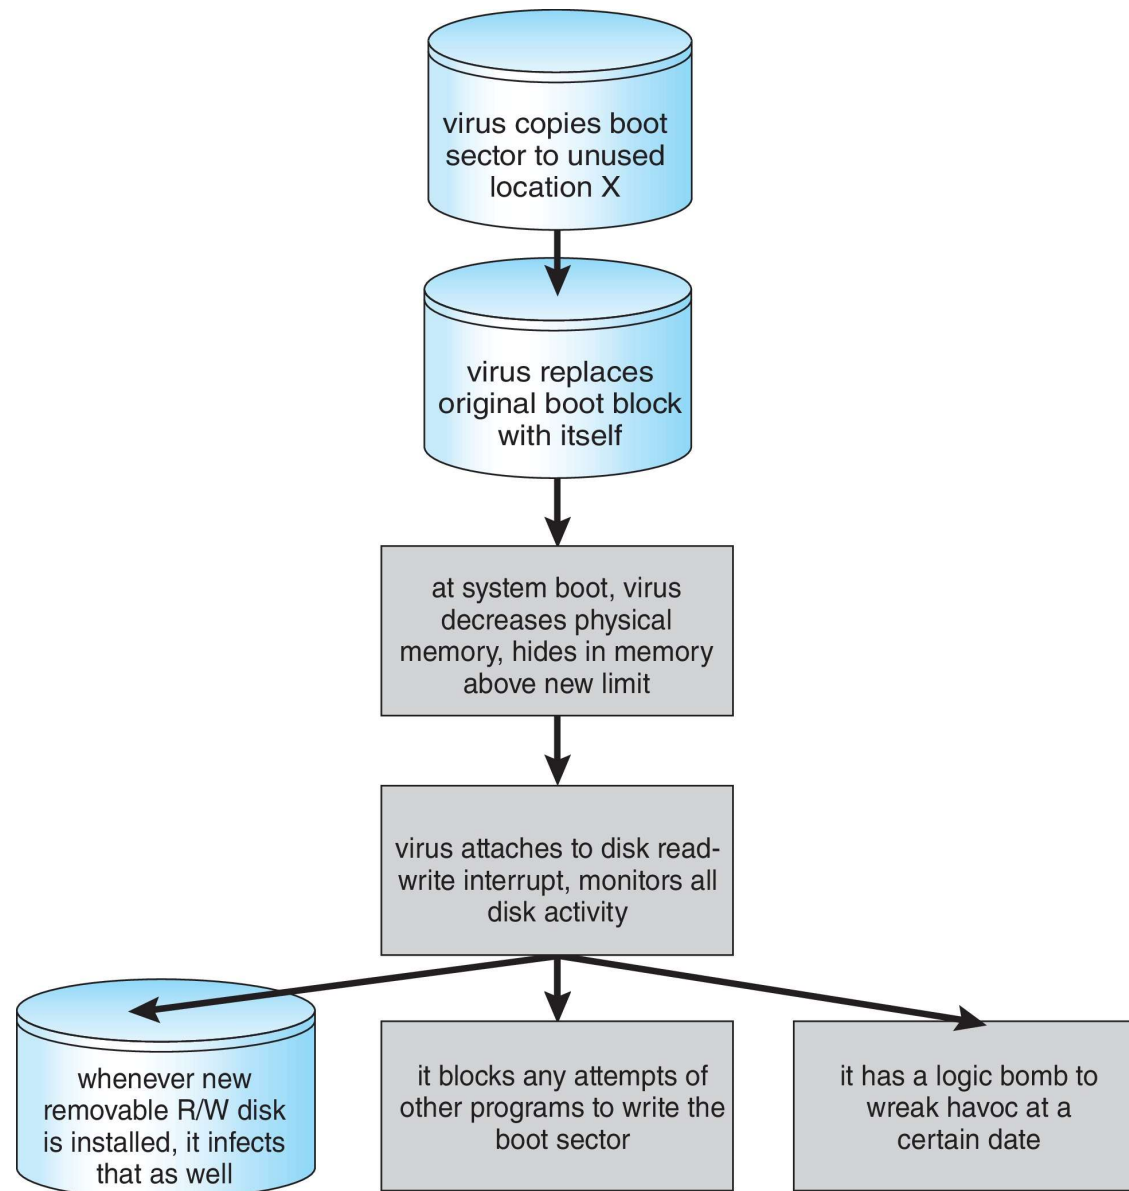 virus copies boot
sector to unused
location X
virus replaces
original boot block
with itself
at system boot, virus
decreases physical
memory, hides in memory
above new limit
virus attaches to disk read-
write interrupt, monitors all
disk activity
whenever new
removable R/W disk
is installed, it infects
that as well
it blocks any attempts of
other programs to write the
boot sector
it has a logic bomb to
wreak havoc at a
certain date